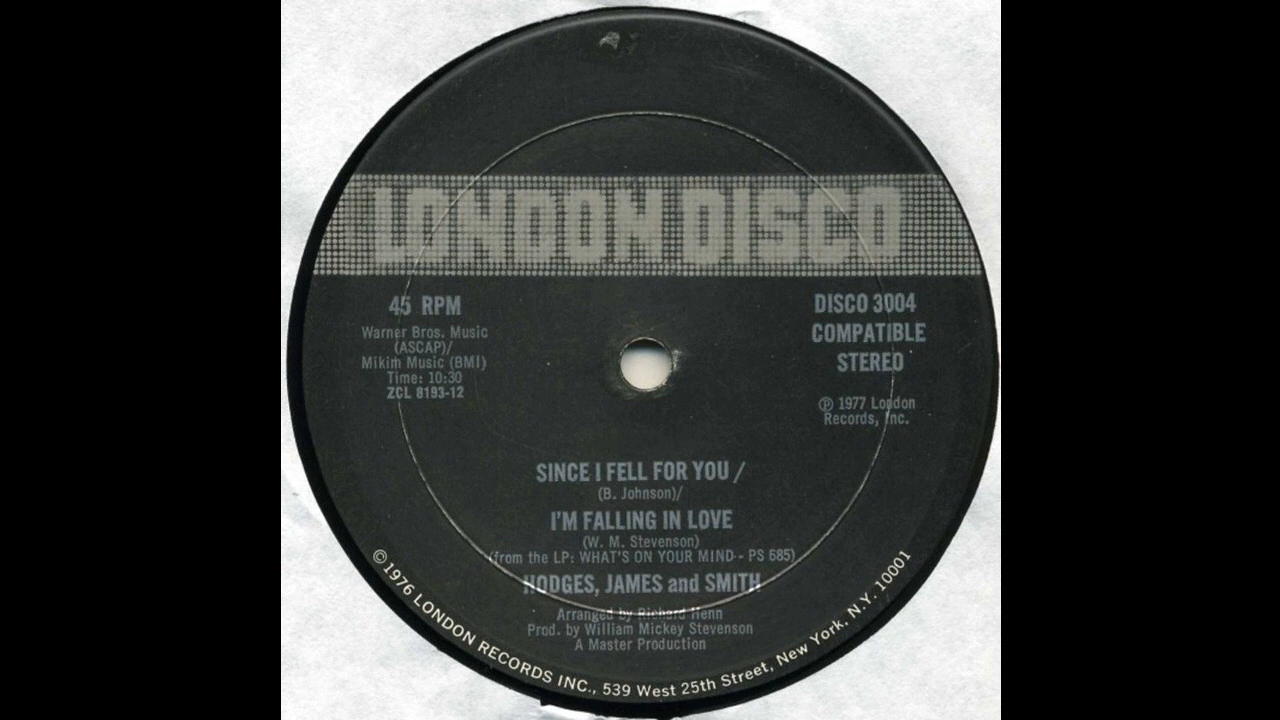 LONDON DISCO
45 RPM
Warner Bros. Music
(ASCAP)/
Mikim Music (BMI)
Time: 10:30
ZCL 8193-12
DISCO 3004
COMPATIBLE
STEREO
℗ 1977 London
Records, Inc.
SINCE I FELL FOR YOU /
(B. Johnson)/
I'M FALLING IN LOVE
(W. M. Stevenson)
(from the LP: WHAT'S ON YOUR MIND - PS 685)
HODGES, JAMES and SMITH
Arranged by Richard Henn
Prod. by William Mickey Stevenson
A Master Production
©1976 LONDON RECORDS INC., 539 West 25th Street, New York. N.Y. 10001